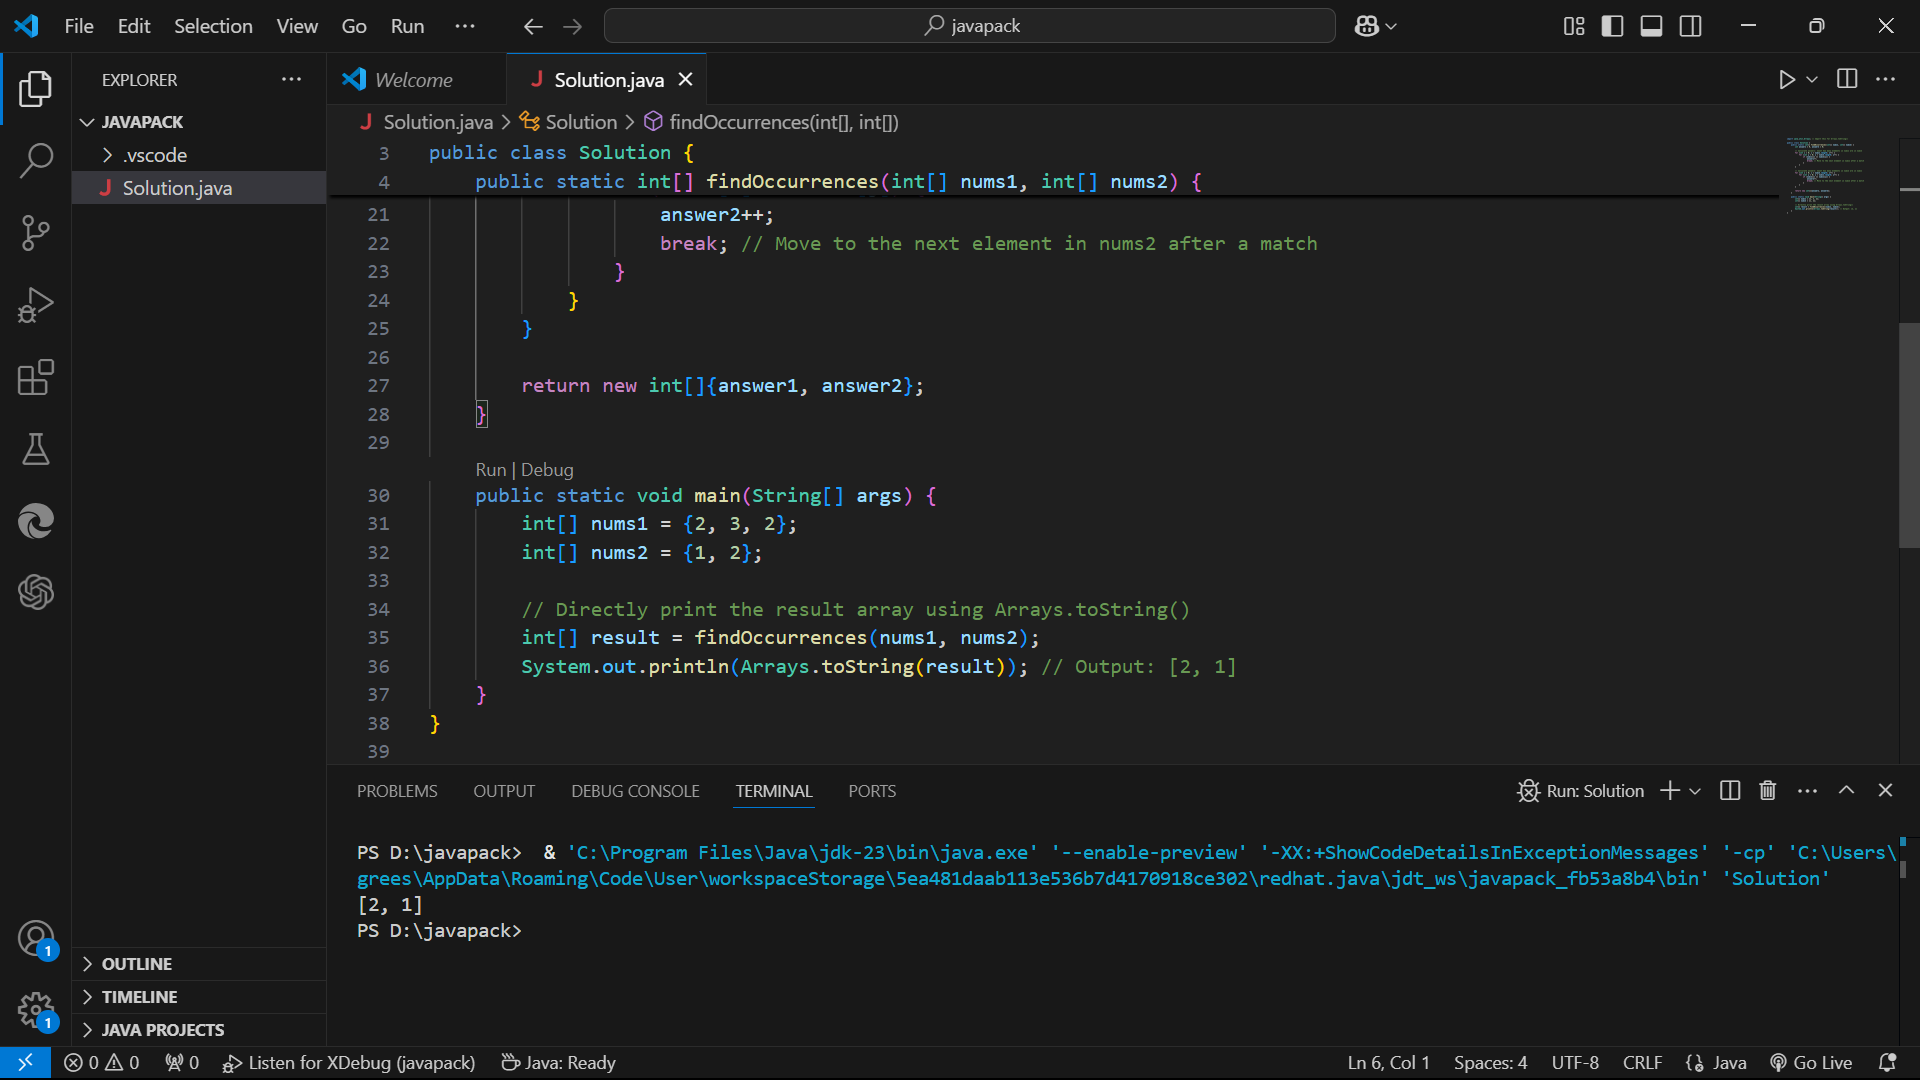 File Edit Selection View Go Run ··· javapack
EXPLORER ···
JAVAPACK
.vscode
J Solution.java
OUTLINE
TIMELINE
JAVA PROJECTS
1
1
Welcome J Solution.java
J Solution.java > Solution > findOccurrences(int[], int[])
3 public class Solution {
4 public static int[] findOccurrences(int[] nums1, int[] nums2) {
21 answer2++;
22 break; // Move to the next element in nums2 after a match
23 }
24 }
25 }
26
27 return new int[]{answer1, answer2};
28 }
29
Run | Debug
30 public static void main(String[] args) {
31 int[] nums1 = {2, 3, 2};
32 int[] nums2 = {1, 2};
33
34 // Directly print the result array using Arrays.toString()
35 int[] result = findOccurrences(nums1, nums2);
36 System.out.println(Arrays.toString(result)); // Output: [2, 1]
37 }
38 }
39
PROBLEMS OUTPUT DEBUG CONSOLE TERMINAL PORTS Run: Solution
PS D:\javapack> & 'C:\Program Files\Java\jdk-23\bin\java.exe' '--enable-preview' '-XX:+ShowCodeDetailsInExceptionMessages' '-cp' 'C:\Users\
grees\AppData\Roaming\Code\User\workspaceStorage\5ea481daab113e536b7d4170918ce302\redhat.java\jdt_ws\javapack_fb53a8b4\bin' 'Solution'
[2, 1]
PS D:\javapack>
0 0 0 Listen for XDebug (javapack) Java: Ready Ln 6, Col 1 Spaces: 4 UTF-8 CRLF Java Go Live